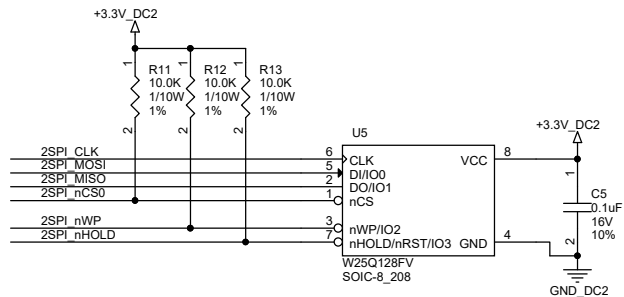 +3.3V_DC2
1 1 1
R11 R12 R13
10.0K 10.0K 10.0K
1/10W 1/10W 1/10W
1% 1% 1%
2 2 2
U5
+3.3V_DC2
2SPI_CLK 6 CLK VCC 8
2SPI_MOSI 5 DI/IO0
2SPI_MISO 2 DO/IO1
2SPI_nCS0 1 nCS
1
C5
0.1uF
16V
10%
2
2SPI_nWP 3 nWP/IO2
2SPI_nHOLD 7 nHOLD/nRST/IO3 GND 4
W25Q128FV
SOIC-8_208
GND_DC2